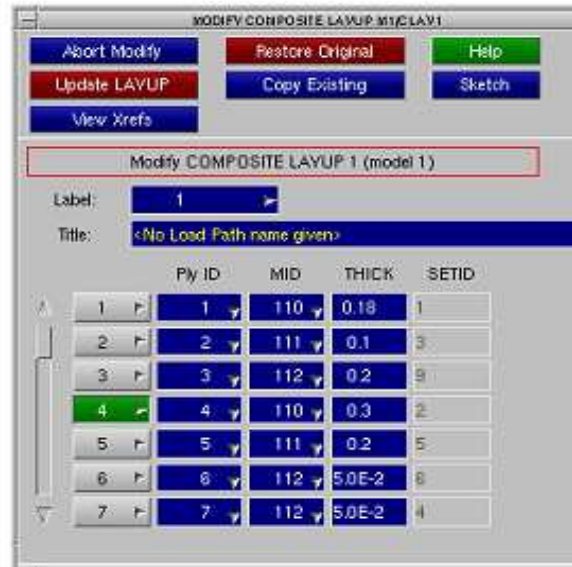 MODIFY COMPOSITE LAYUP M1/CLAY1
Abort Modify Restore Original Help
Update LAYUP Copy Existing Sketch
View Xrefs
Modify COMPOSITE LAYUP 1 (model 1)
Label: 1
Title: <No Load Path name given>
Ply ID MID THICK SETID
1 1 110 0.18 1
2 2 111 0.1 3
3 3 112 0.2 9
4 4 110 0.3 2
5 5 111 0.2 5
6 6 112 5.0E-2 6
7 7 112 5.0E-2 4